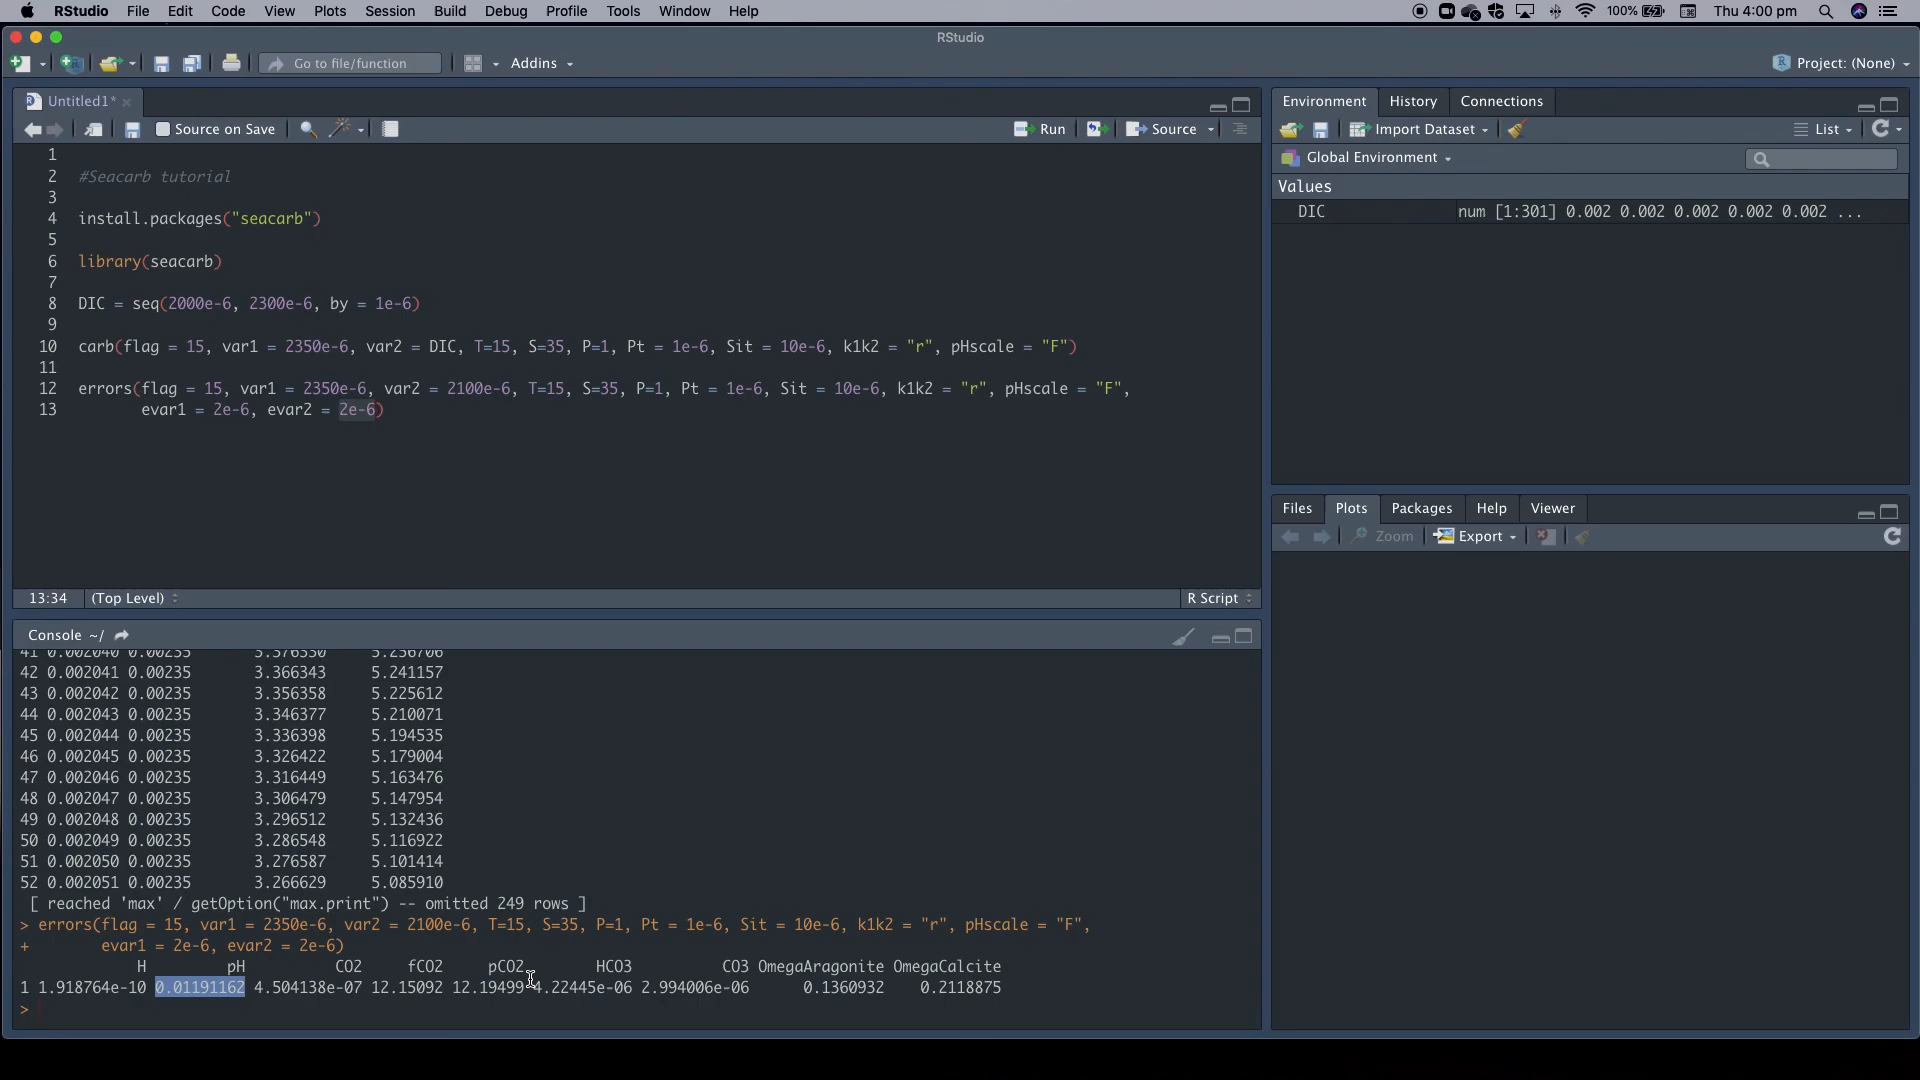 RStudio File Edit Code View Plots Session Build Debug Profile Tools Window Help 100% Thu 4:00 pm
RStudio
Go to file/function Addins Project: (None)
Untitled1*
Source on Save Run Source
1
2 #Seacarb tutorial
3
4 install.packages("seacarb")
5
6 library(seacarb)
7
8 DIC = seq(2000e-6, 2300e-6, by = 1e-6)
9
10 carb(flag = 15, var1 = 2350e-6, var2 = DIC, T=15, S=35, P=1, Pt = 1e-6, Sit = 10e-6, k1k2 = "r", pHscale = "F")
11
12 errors(flag = 15, var1 = 2350e-6, var2 = 2100e-6, T=15, S=35, P=1, Pt = 1e-6, Sit = 10e-6, k1k2 = "r", pHscale = "F",
13 evar1 = 2e-6, evar2 = 2e-6)
13:34 (Top Level) R Script
Console ~/
41 0.002040 0.00235 3.376330 5.256706
42 0.002041 0.00235 3.366343 5.241157
43 0.002042 0.00235 3.356358 5.225612
44 0.002043 0.00235 3.346377 5.210071
45 0.002044 0.00235 3.336398 5.194535
46 0.002045 0.00235 3.326422 5.179004
47 0.002046 0.00235 3.316449 5.163476
48 0.002047 0.00235 3.306479 5.147954
49 0.002048 0.00235 3.296512 5.132436
50 0.002049 0.00235 3.286548 5.116922
51 0.002050 0.00235 3.276587 5.101414
52 0.002051 0.00235 3.266629 5.085910
[ reached 'max' / getOption("max.print") -- omitted 249 rows ]
> errors(flag = 15, var1 = 2350e-6, var2 = 2100e-6, T=15, S=35, P=1, Pt = 1e-6, Sit = 10e-6, k1k2 = "r", pHscale = "F",
+ evar1 = 2e-6, evar2 = 2e-6)
H pH CO2 fCO2 pCO2 HCO3 CO3 OmegaAragonite OmegaCalcite
1 1.918764e-10 0.01191162 4.504138e-07 12.15092 12.19499 4.22445e-06 2.994006e-06 0.1360932 0.2118875
>
Environment History Connections
Import Dataset List
Global Environment
Values
DIC num [1:301] 0.002 0.002 0.002 0.002 0.002 ...
Files Plots Packages Help Viewer
Zoom Export